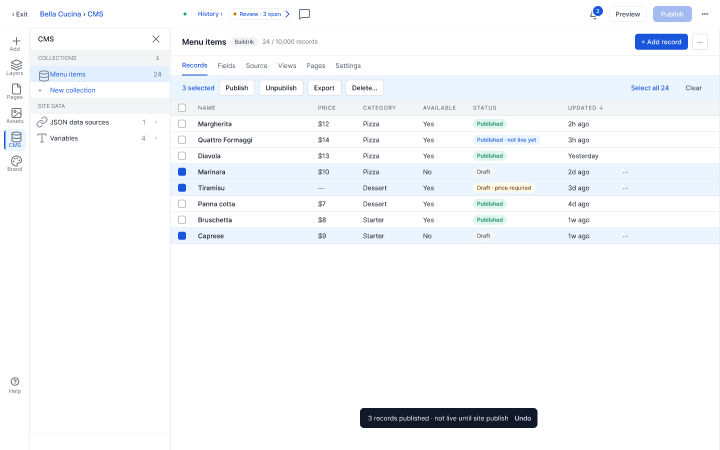 ‹ Exit
Bella Cucina › CMS
History ›
Review · 3 open
3
Preview
Publish
Add
Layers
Pages
Assets
CMS
Brand
Help
CMS
COLLECTIONS 1
Menu items 24
+ New collection
SITE DATA
JSON data sources 1
Variables 4
Menu items Buildrik 24 / 10,000 records
+ Add record
Records Fields Source Views Pages Settings
3 selected Publish Unpublish Export Delete... Select all 24 Clear
NAME PRICE CATEGORY AVAILABLE STATUS UPDATED ↓
Margherita $12 Pizza Yes Published 2h ago
Quattro Formaggi $14 Pizza Yes Published · not live yet 3h ago
Diavola $13 Pizza Yes Published Yesterday
Marinara $10 Pizza No Draft 2d ago ...
Tiramisu — Dessert Yes Draft · price required 3d ago ...
Panna cotta $7 Dessert Yes Published 4d ago
Bruschetta $8 Starter Yes Published 1w ago
Caprese $9 Starter No Draft 1w ago ...
3 records published · not live until site publish Undo